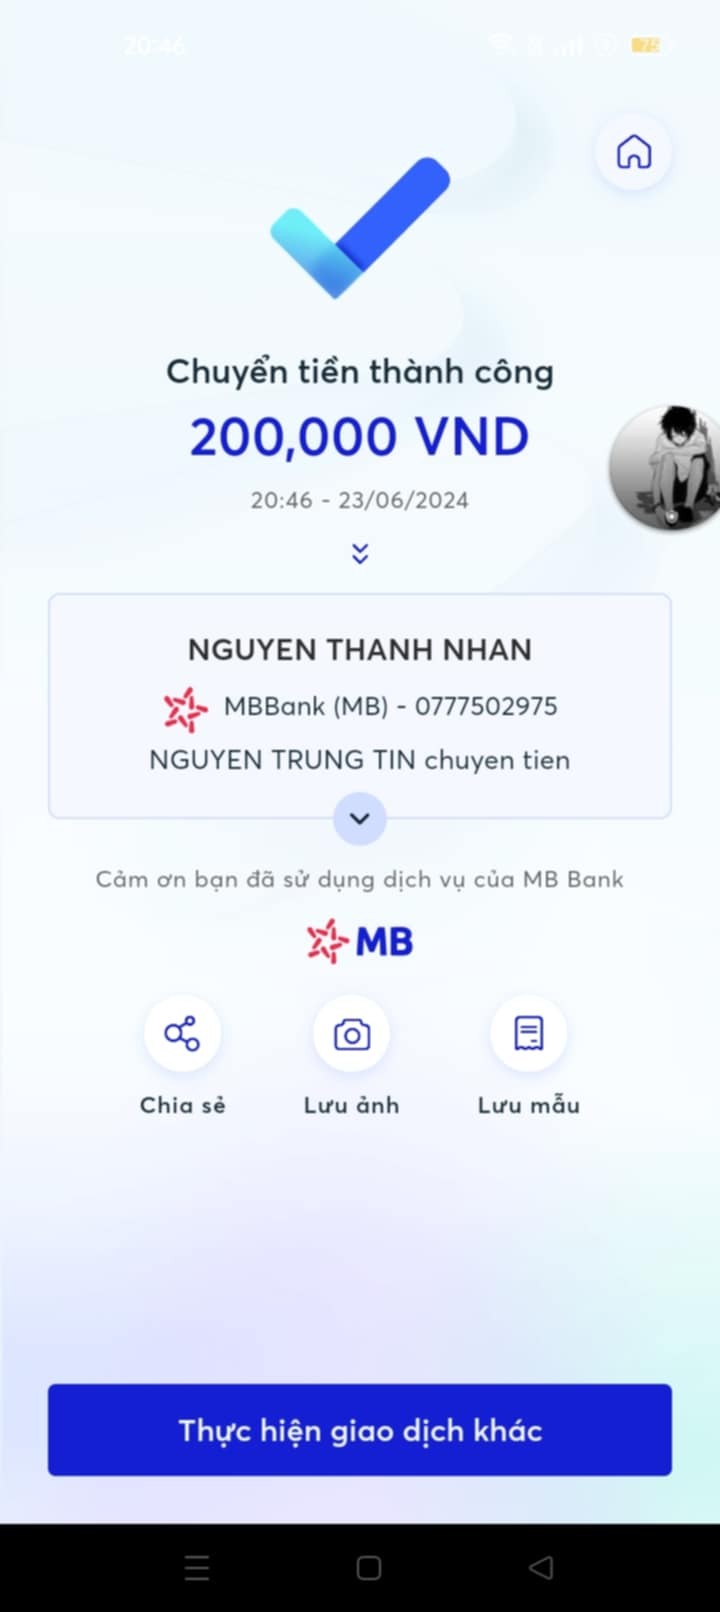 20:46
75
Chuyển tiền thành công
200,000 VND
20:46 - 23/06/2024
NGUYEN THANH NHAN
MBBank (MB) - 0777502975
NGUYEN TRUNG TIN chuyen tien
Cảm ơn bạn đã sử dụng dịch vụ của MB Bank
MB
Chia sẻ Lưu ảnh Lưu mẫu
Thực hiện giao dịch khác